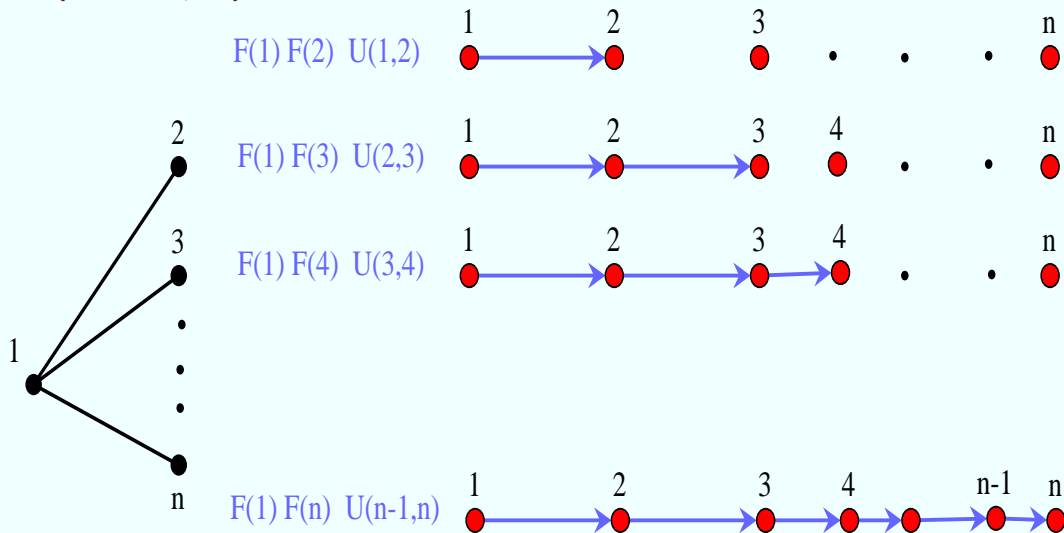 1 2 3 n
F(1) F(2) U(1,2)
1 2 3 4 n
F(1) F(3) U(2,3)
1 2 3 4 n
F(1) F(4) U(3,4)
2
3
1
n
1 2 3 4 n-1 n
F(1) F(n) U(n-1,n)